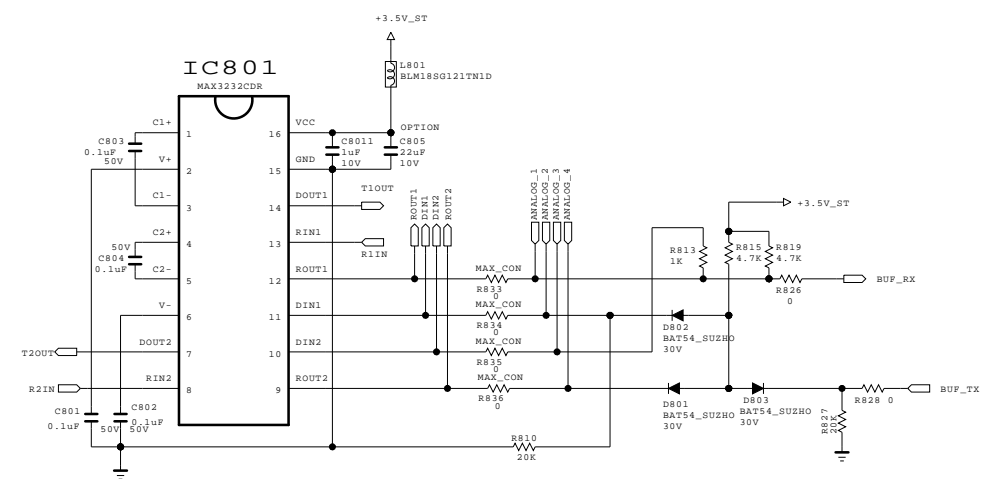 +3.5V_ST
L801
BLM18SG121TN1D
IC801
MAX3232CDR
C1+
1
C803
0.1uF
50V
V+
2
C1-
3
C2+
4
50V
C804
0.1uF
C2-
5
V-
6
DOUT2
7
T2OUT
RIN2
8
R2IN
C801
0.1uF
50V
C802
0.1uF
50V
VCC
16
OPTION
C8011
1uF
10V
C805
22uF
10V
GND
15
DOUT1
14
T1OUT
RIN1
13
R1IN
ROUT1
12
DIN1
11
DIN2
10
ROUT2
9
ROUT1
DIN1
DIN2
ROUT2
ANALOG_1
ANALOG_2
ANALOG_3
ANALOG_4
MAX_CON
R833
0
MAX_CON
R834
0
MAX_CON
R835
0
MAX_CON
R836
0
R810
20K
+3.5V_ST
R813
1K
R815
4.7K
R819
4.7K
R826
0
BUF_RX
D802
BAT54_SUZHO
30V
D801
BAT54_SUZHO
30V
D803
BAT54_SUZHO
30V
R827
20K
R828 0
BUF_TX